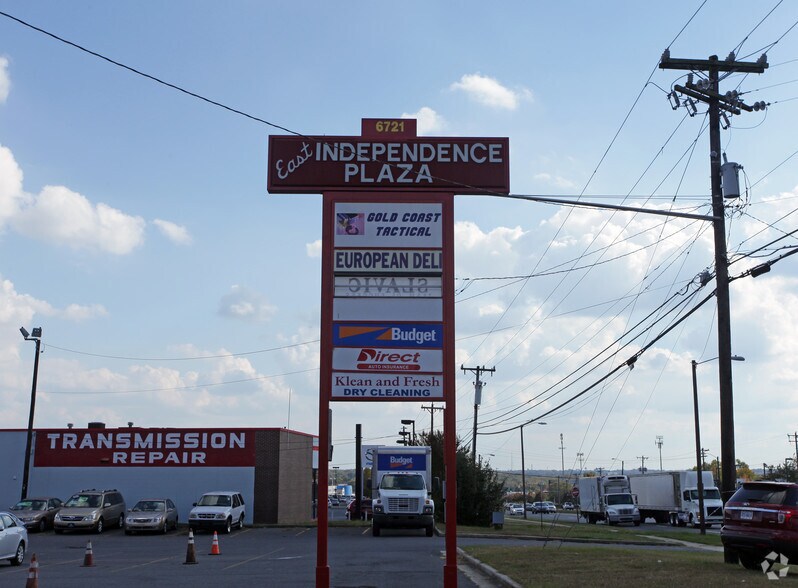 6721
East INDEPENDENCE
PLAZA
GOLD COAST
TACTICAL
EUROPEAN DELI
SLAVIC
Budget
Direct
AUTO INSURANCE
Klean and Fresh
DRY CLEANING
TRANSMISSION
REPAIR
Budget